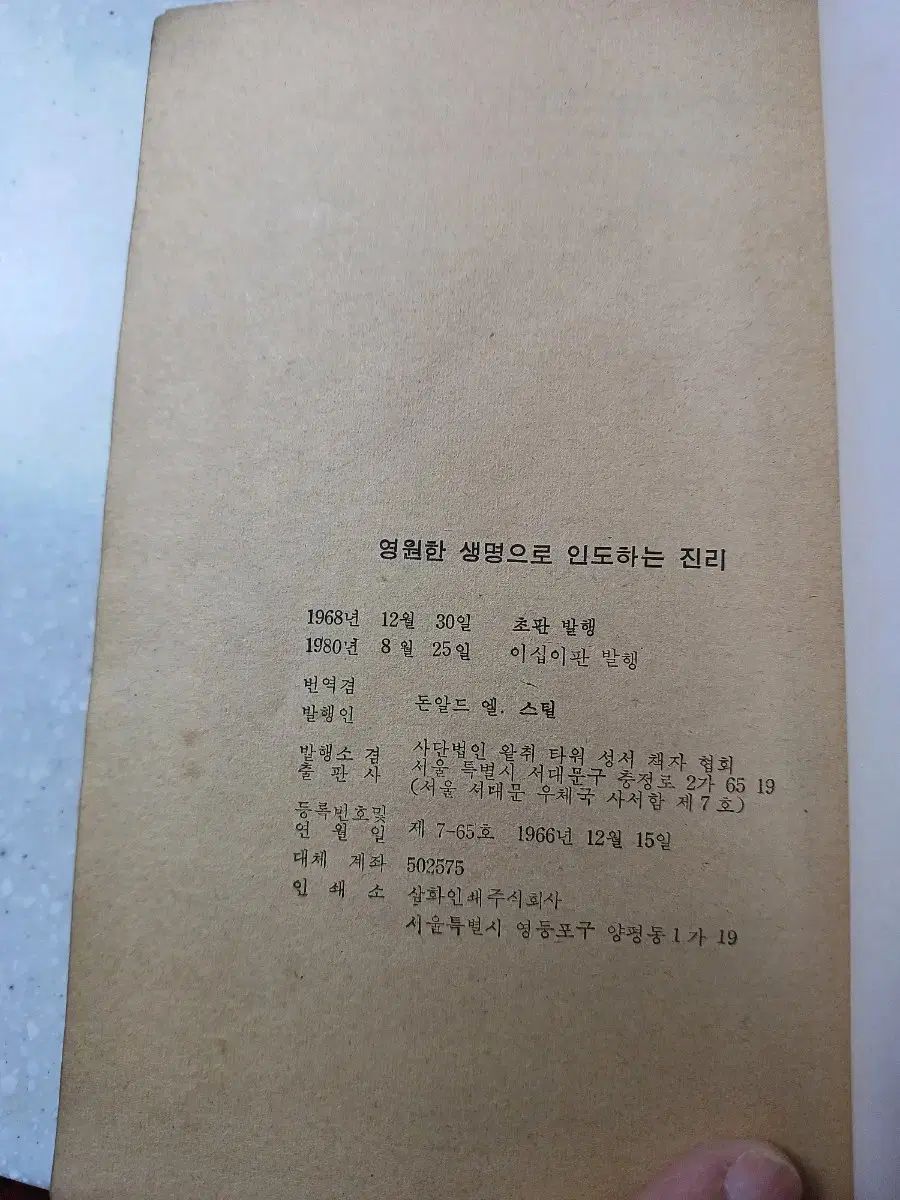 영원한 생명으로 인도하는 진리
1968년 12월 30일 초판 발행
1980년 8월 25일 이십이판 발행
번역겸
발행인 돈알드 엘. 스틸
발행소 겸 사단법인 왙취 타워 성서 책자 협회
출 판 사 서울 특별시 서대문구 충정로 2가 65 19
(서울 서대문 우체국 사서함 제7호)
등록번호및
연 월 일 제 7-65호 1966년 12월 15일
대체 계좌 502575
인 쇄 소 삼화인쇄주식회사
서울특별시 영등포구 양평동1가 19